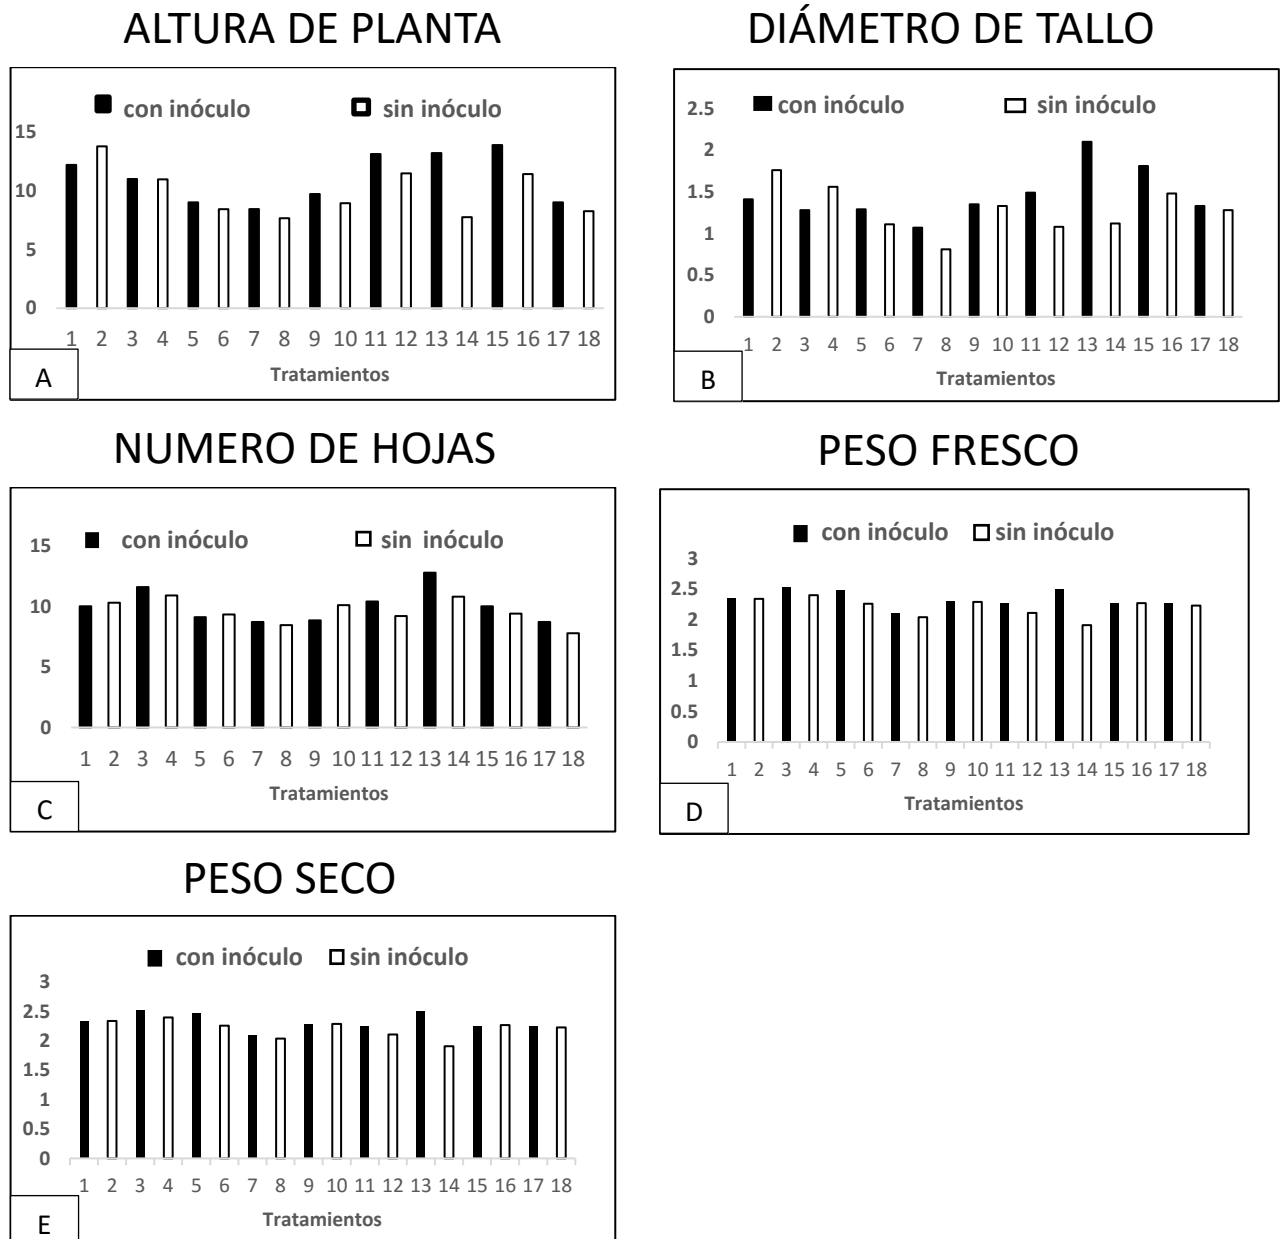 ALTURA DE PLANTA
con inóculo sin inóculo
15
10
5
0
1 2 3 4 5 6 7 8 9 10 11 12 13 14 15 16 17 18
Tratamientos
A
DIÁMETRO DE TALLO
con inóculo sin inóculo
2.5
2
1.5
1
0.5
0
1 2 3 4 5 6 7 8 9 10 11 12 13 14 15 16 17 18
Tratamientos
B
NUMERO DE HOJAS
con inóculo sin inóculo
15
10
5
0
1 2 3 4 5 6 7 8 9 10 11 12 13 14 15 16 17 18
Tratamientos
C
PESO FRESCO
con inóculo sin inóculo
3
2.5
2
1.5
1
0.5
0
1 2 3 4 5 6 7 8 9 10 11 12 13 14 15 16 17 18
Tratamientos
D
PESO SECO
con inóculo sin inóculo
3
2.5
2
1.5
1
0.5
0
1 2 3 4 5 6 7 8 9 10 11 12 13 14 15 16 17 18
Tratamientos
E